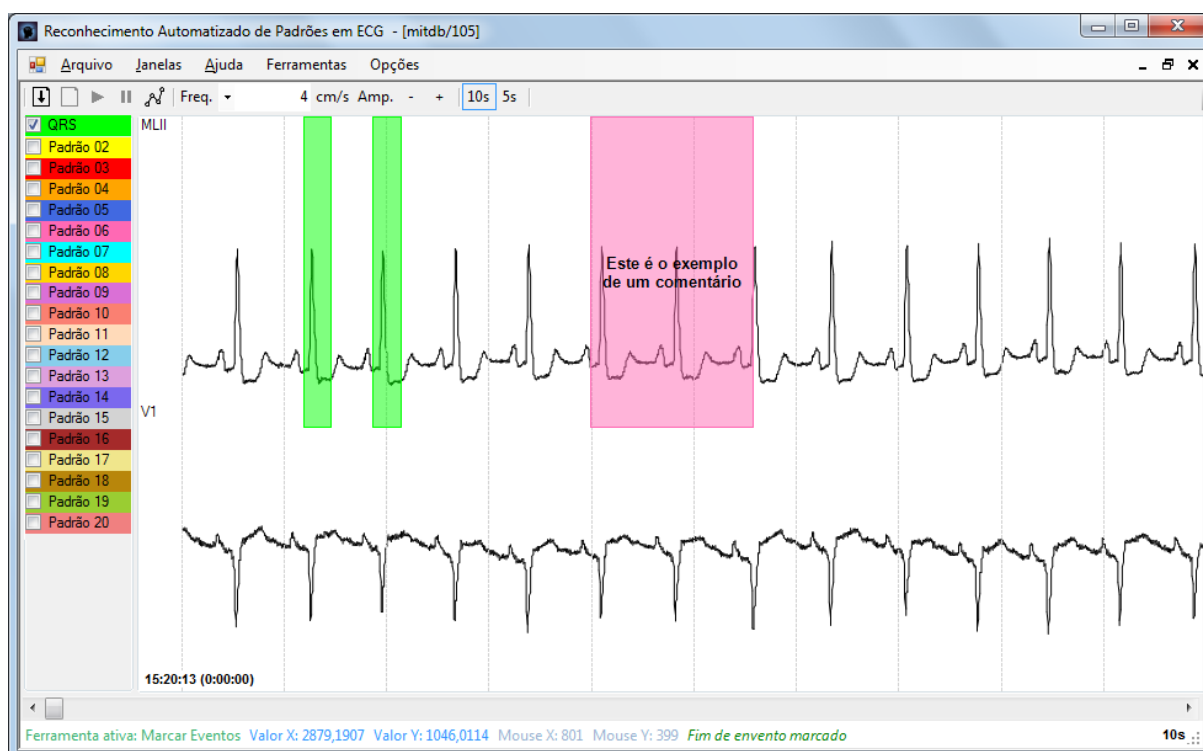 Reconhecimento Automatizado de Padrões em ECG - [mitdb/105]
Arquivo Janelas Ajuda Ferramentas Opções
Freq. 4 cm/s Amp. - + 10s 5s
QRS
Padrão 02
Padrão 03
Padrão 04
Padrão 05
Padrão 06
Padrão 07
Padrão 08
Padrão 09
Padrão 10
Padrão 11
Padrão 12
Padrão 13
Padrão 14
Padrão 15
Padrão 16
Padrão 17
Padrão 18
Padrão 19
Padrão 20
MLII
Este é o exemplo
de um comentário
V1
15:20:13 (0:00:00)
Ferramenta ativa: Marcar Eventos Valor X: 2879,1907 Valor Y: 1046,0114 Mouse X: 801 Mouse Y: 399 Fim de envento marcado 10s